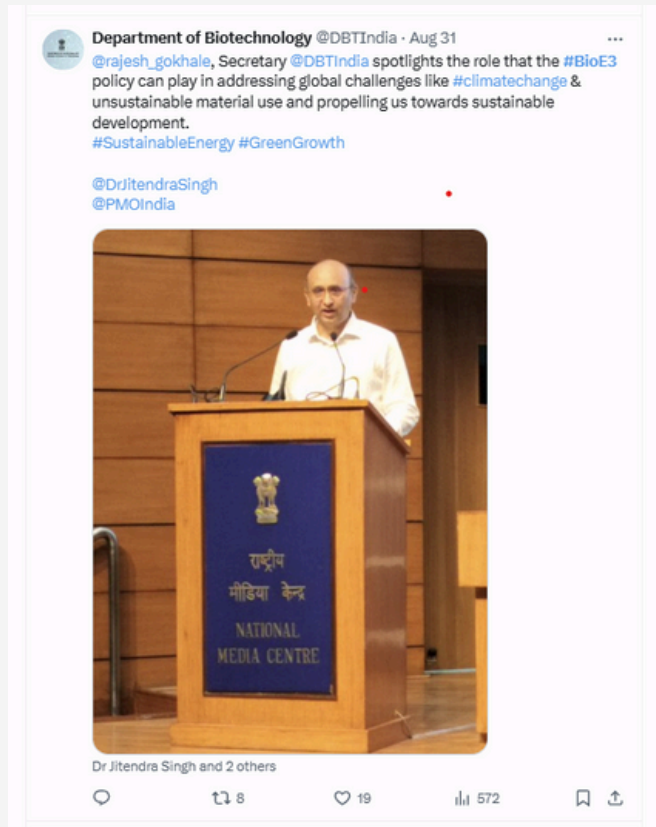 Department of Biotechnology @DBTIndia · Aug 31
@rajesh_gokhale, Secretary @DBTIndia spotlights the role that the #BioE3
policy can play in addressing global challenges like #climatechange &
unsustainable material use and propelling us towards sustainable
development.
#SustainableEnergy #GreenGrowth
@DrJitendraSingh
@PMOIndia
राष्ट्रीय
मीडिया केन्द्र
NATIONAL
MEDIA CENTRE
Dr Jitendra Singh and 2 others
8 19 572